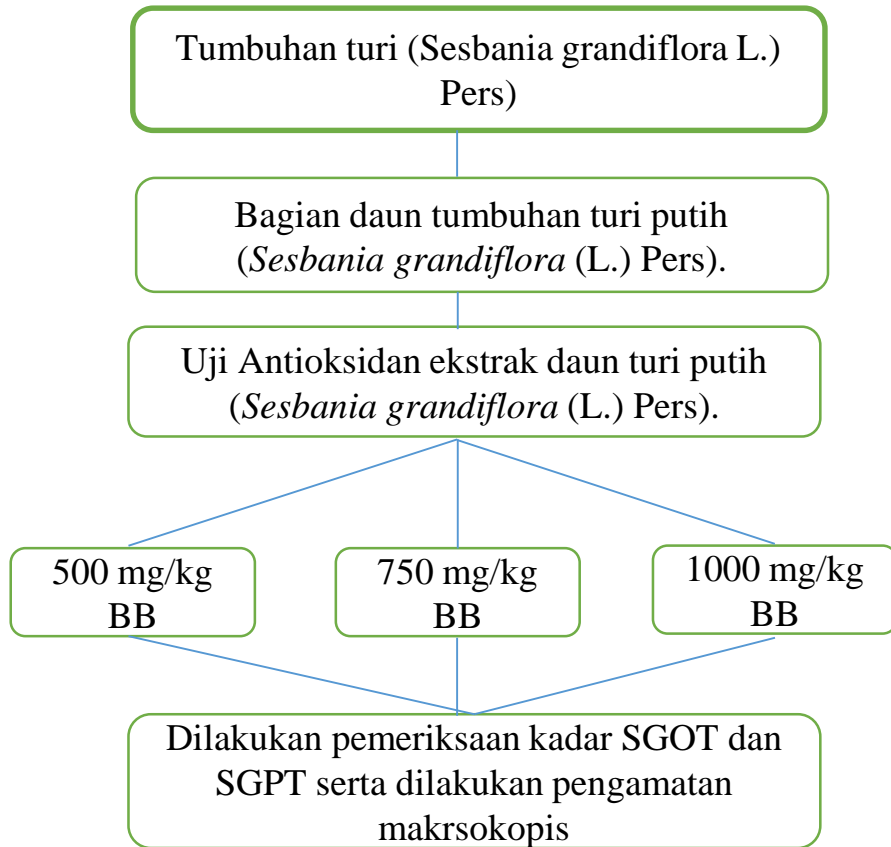 Tumbuhan turi (Sesbania grandiflora L.)
Pers)
Bagian daun tumbuhan turi putih
(Sesbania grandiflora (L.) Pers).
Uji Antioksidan ekstrak daun turi putih
(Sesbania grandiflora (L.) Pers).
500 mg/kg
BB
750 mg/kg
BB
1000 mg/kg
BB
Dilakukan pemeriksaan kadar SGOT dan
SGPT serta dilakukan pengamatan
makrsokopis